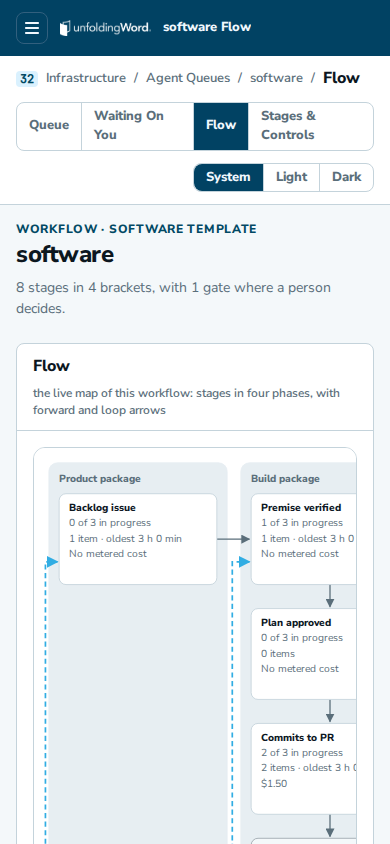 unfoldingWord. software Flow
32 Infrastructure / Agent Queues / software / Flow
Queue
Waiting On
You
Flow
Stages &
Controls
System Light Dark
WORKFLOW · SOFTWARE TEMPLATE
software
8 stages in 4 brackets, with 1 gate where a person
decides.
Flow
the live map of this workflow: stages in four phases, with
forward and loop arrows
Product package
Backlog issue
0 of 3 in progress
1 item · oldest 3 h 0 min
No metered cost
Build package
Premise verified
1 of 3 in progress
1 item · oldest 3 h 0
No metered cost
Plan approved
0 of 3 in progress
0 items
No metered cost
Commits to PR
2 of 3 in progress
2 items · oldest 3 h
$1.50